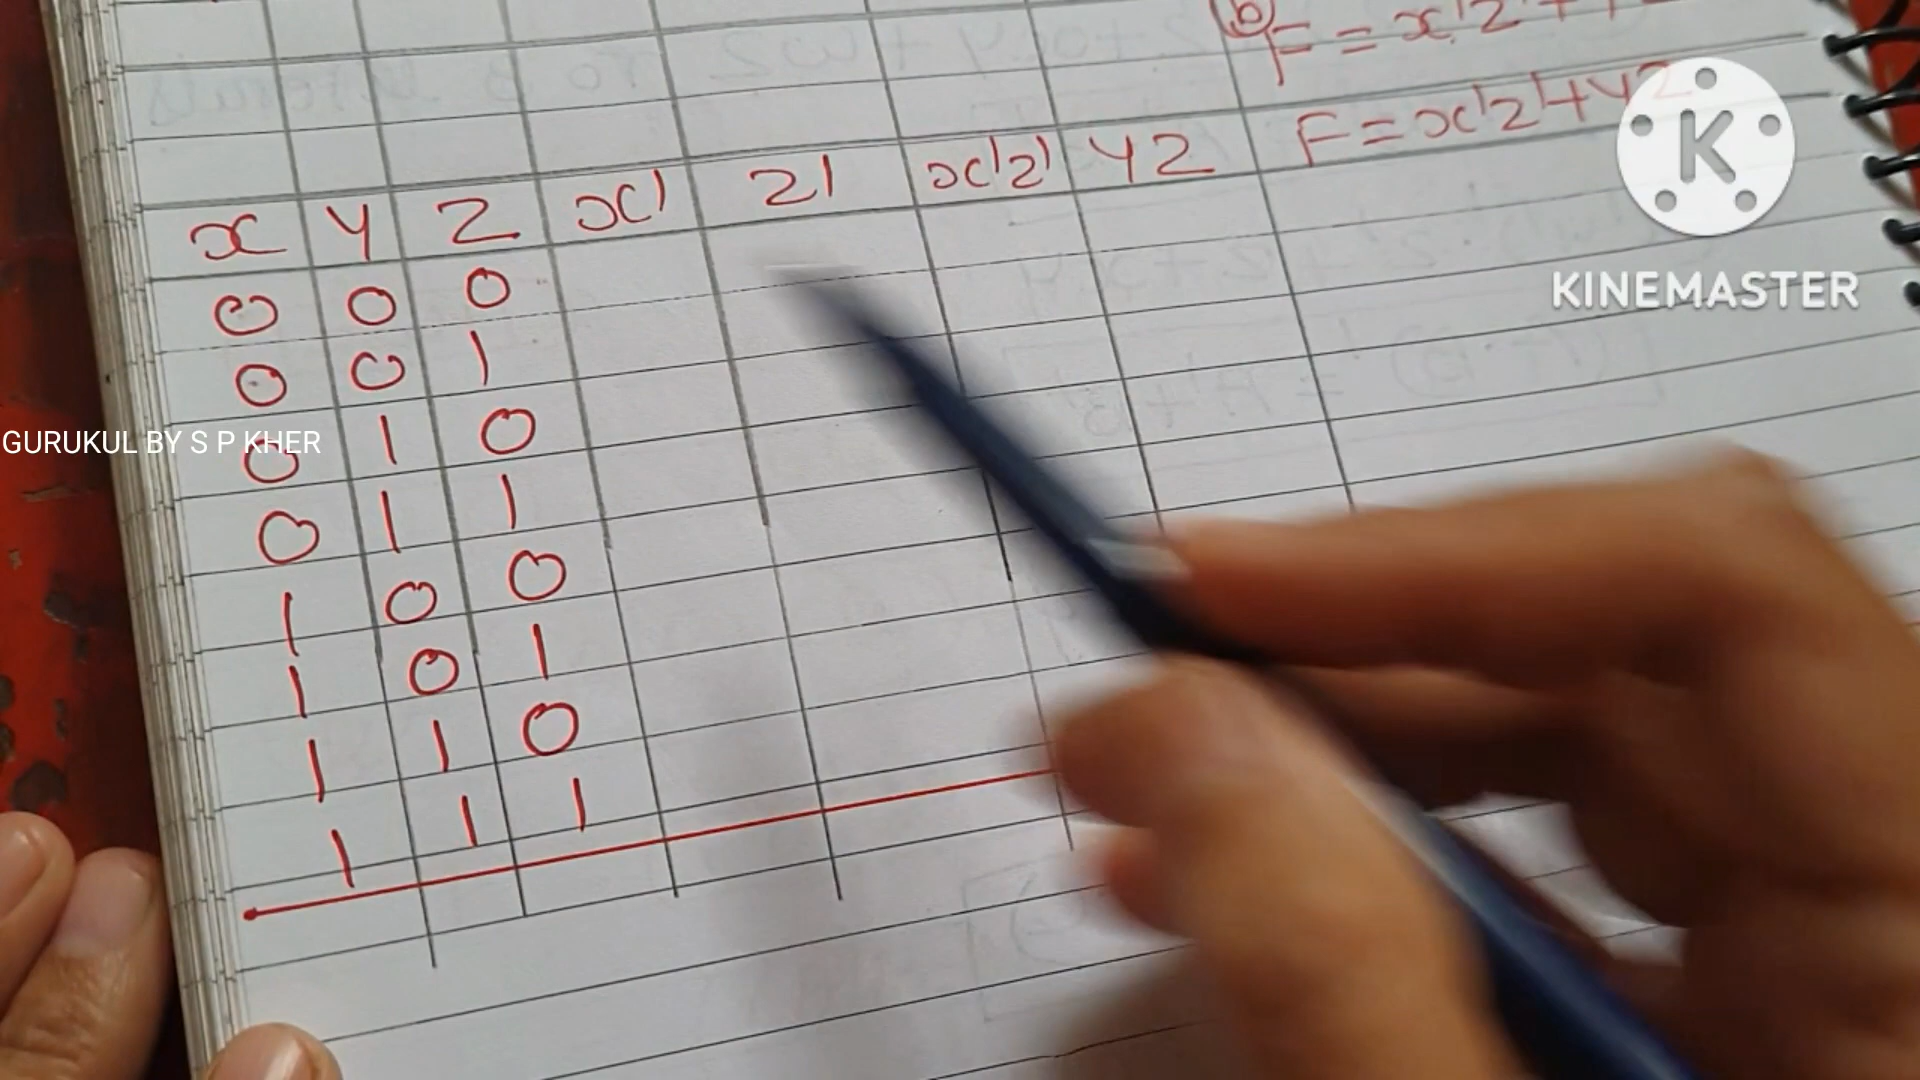 b F = x'z' +
x y z x' z' x'z' yz F = x'z' + yz
0 0 0
0 0 1
0 1 0
0 1 1
1 0 0
1 0 1
1 1 0
1 1 1
K
KINEMASTER
GURUKUL BY S P KHER